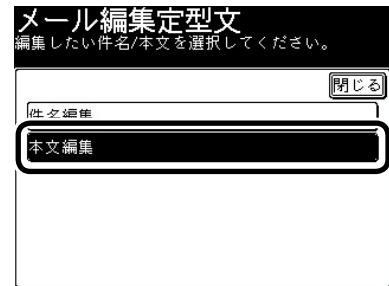 メール編集定型文
編集したい件名/本文を選択してください。
閉じる
件名編集
本文編集